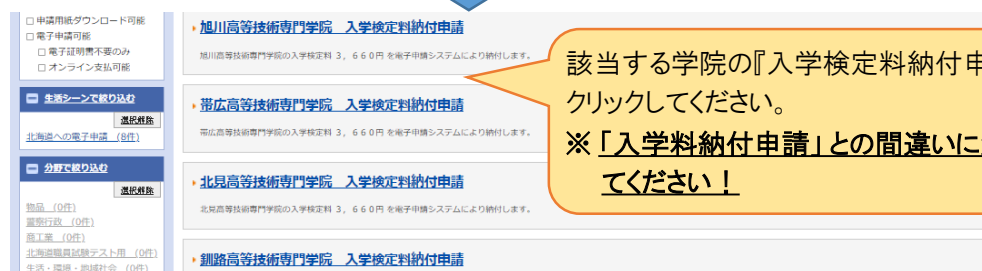 申請用紙ダウンロード可能
電子申請可能
電子証明書不要のみ
オンライン支払可能
生活シーンで絞り込む
選択解除
北海道への電子申請 (8件)
分野で絞り込む
選択解除
物品 (0件)
警察行政 (0件)
商工業 (0件)
北海道職員試験テスト用 (0件)
生活・環境・地域社会 (0件)
旭川高等技術専門学院 入学検定料納付申請
旭川高等技術専門学院の入学検定料 3,660円 を電子申請システムにより納付します。
帯広高等技術専門学院 入学検定料納付申請
帯広高等技術専門学院の入学検定料 3,660円 を電子申請システムにより納付します。
北見高等技術専門学院 入学検定料納付申請
北見高等技術専門学院の入学検定料 3,660円 を電子申請システムにより納付します。
釧路高等技術専門学院 入学検定料納付申請
該当する学院の『入学検定料納付申
クリックしてください。
※「入学料納付申請」との間違いに
てください!